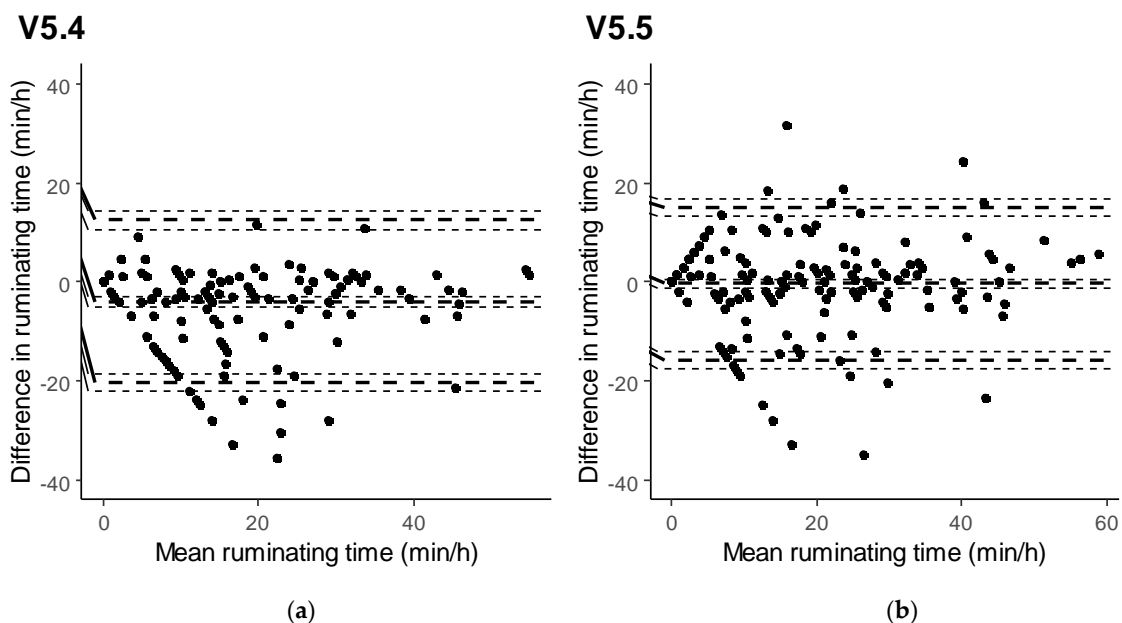 V5.4
Difference in ruminating time (min/h)
40
20
0
-20
-40
0 20 40
Mean ruminating time (min/h)
(a)
V5.5
Difference in ruminating time (min/h)
40
20
0
-20
-40
0 20 40 60
Mean ruminating time (min/h)
(b)